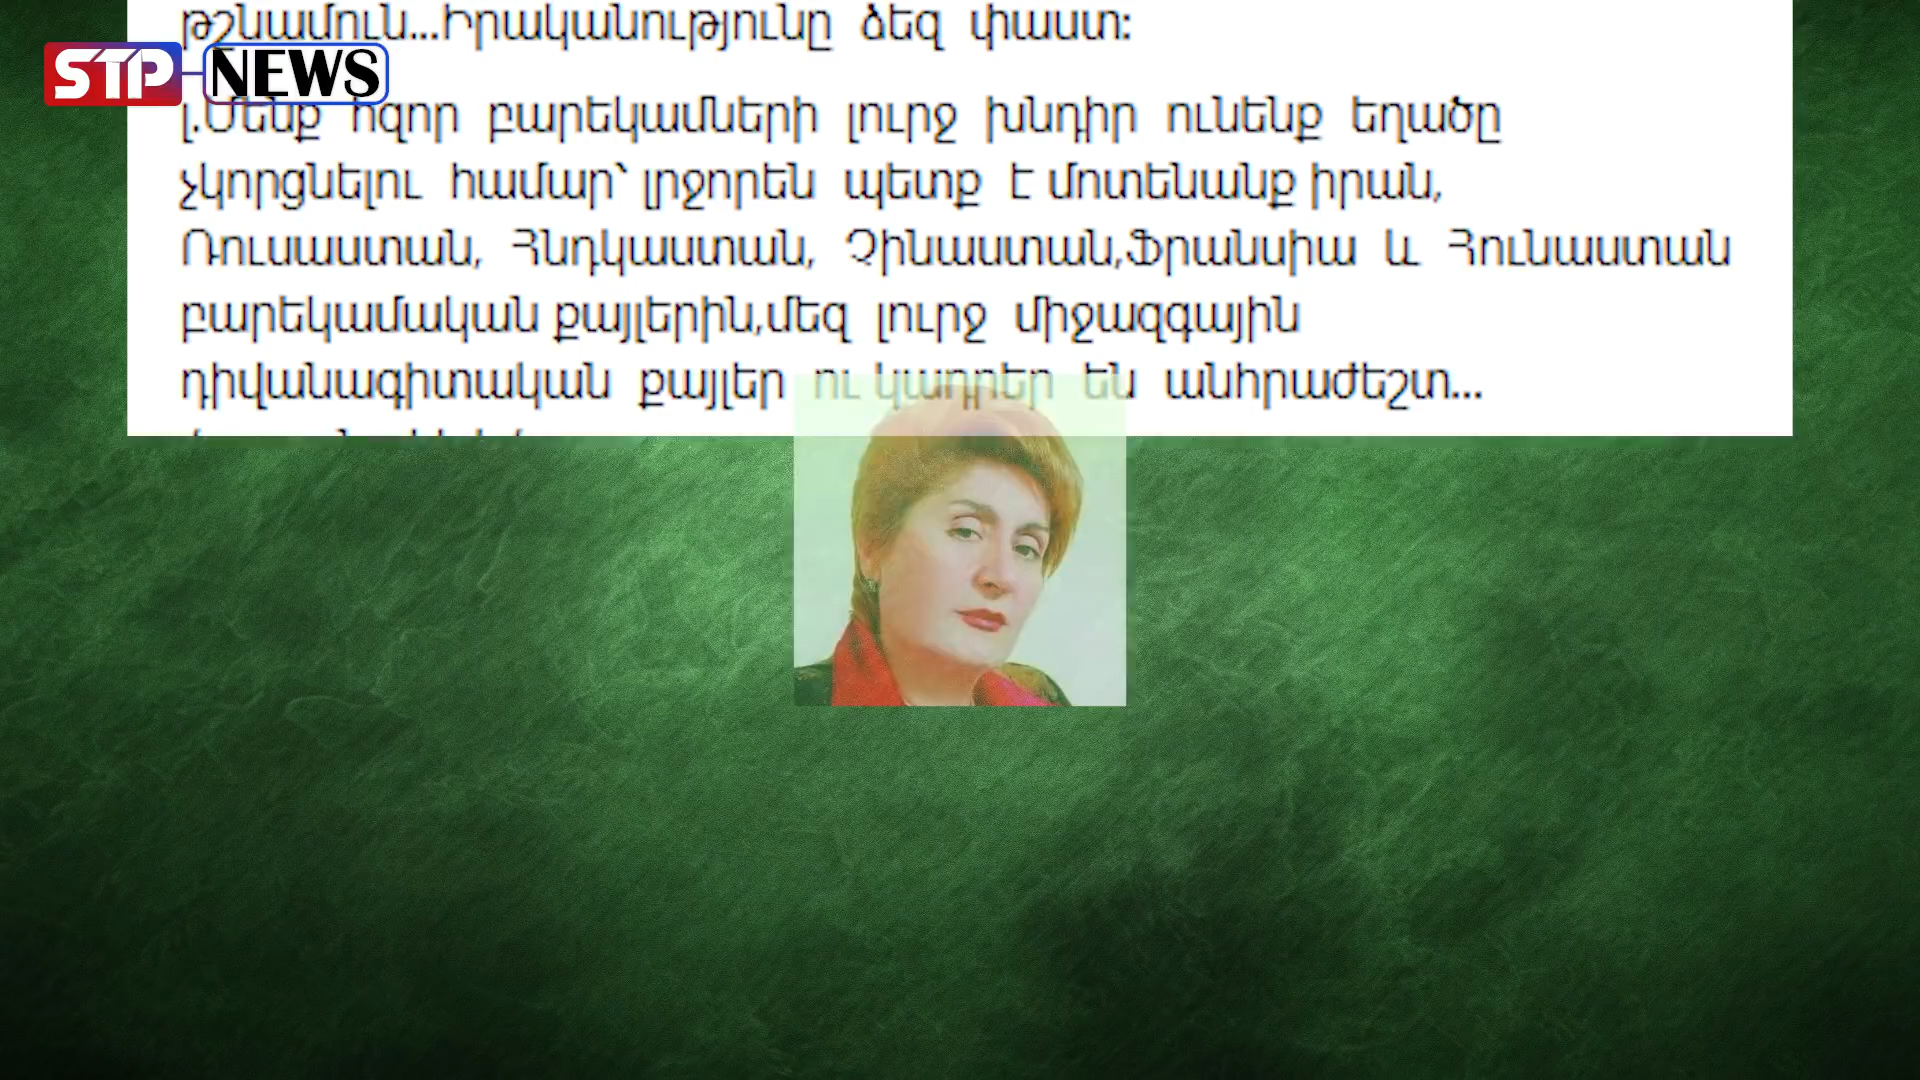 թշնամուն...Իրականությունը ձեզ փաստ:
STP NEWS
լ.Մենք հզոր բարեկամների լուրջ խնդիր ունենք եղածը
չկորցնելու համար՝ լրջորեն պետք է մոտենանք իրան,
Ռուսաստան, Հնդկաստան, Չինաստան,Ֆրանսիա և Հունաստան
բարեկամական քայլերին,մեզ լուրջ միջազգային
դիվանագիտական քայլեր ու կադրեր են անհրաժեշտ...